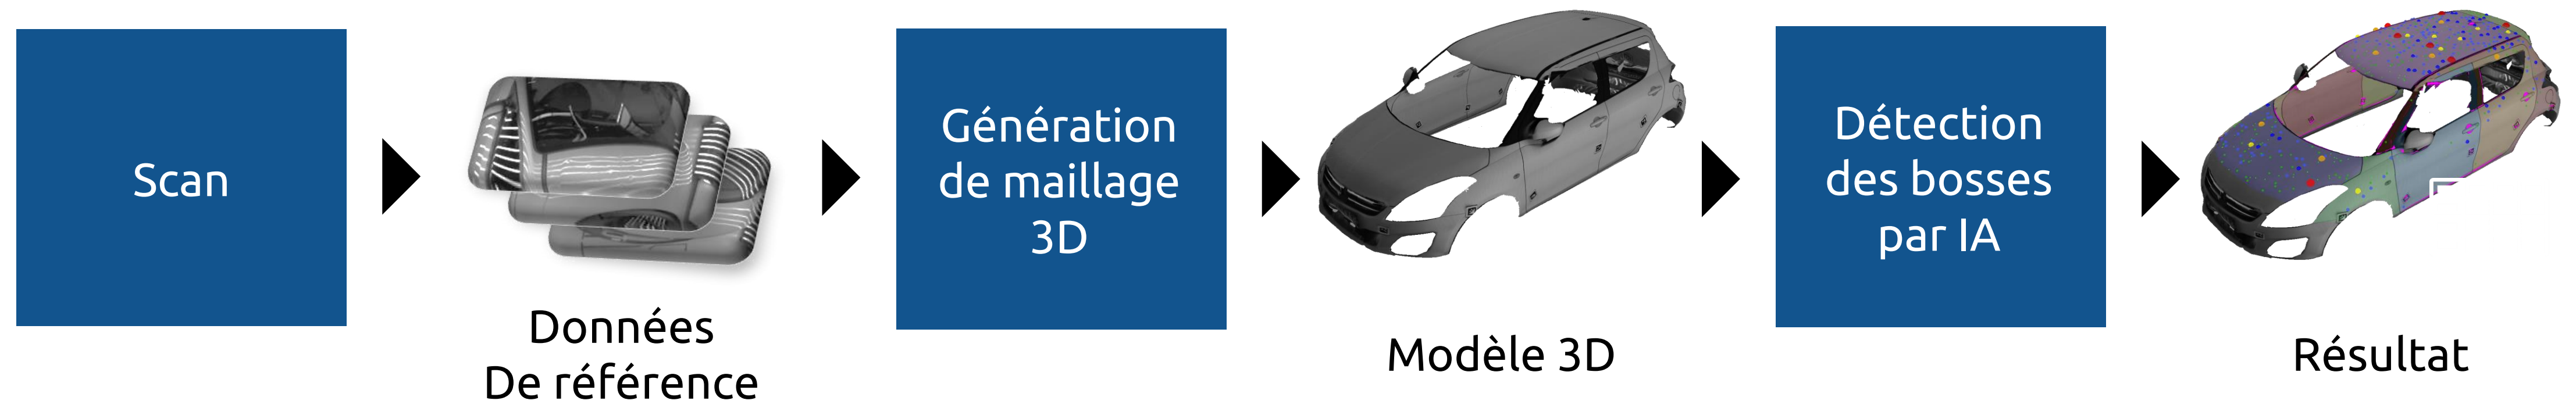 Scan
Données
De référence
Génération
de maillage
3D
Modèle 3D
Détection
des bosses
par IA
Résultat